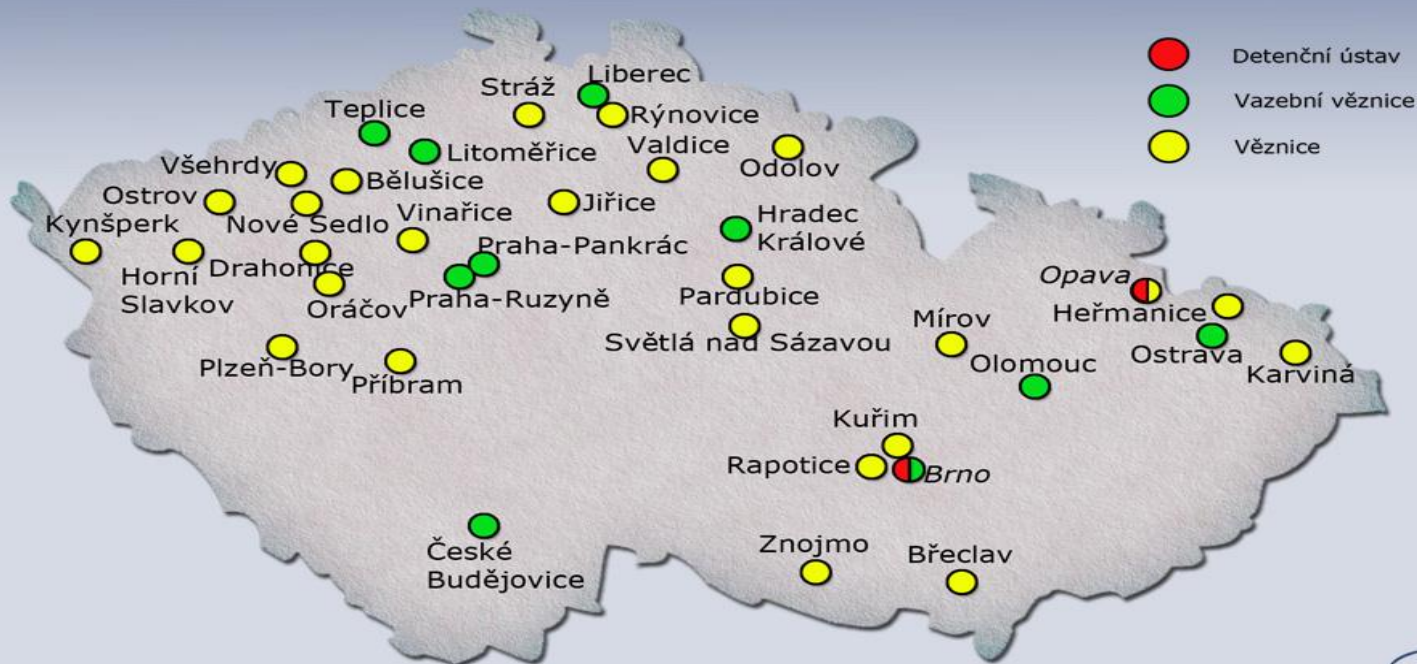 Detenční ústav
Vazební věznice
Věznice
Liberec
Stráž
Teplice
Rýnovice
Valdice
Litoměřice
Odolov
Všehrdy
Bělušice
Ostrov
Jiřice
Kynšperk
Nové Sedlo
Vinařice
Hradec
Králové
Praha-Pankrác
Drahonice
Horní
Slavkov
Praha-Ruzyně
Pardubice
Opava
Oráčov
Heřmanice
Mírov
Světlá nad Sázavou
Ostrava
Olomouc
Plzeň-Bory
Karviná
Příbram
Kuřim
Rapotice
Brno
Znojmo
České
Budějovice
Břeclav